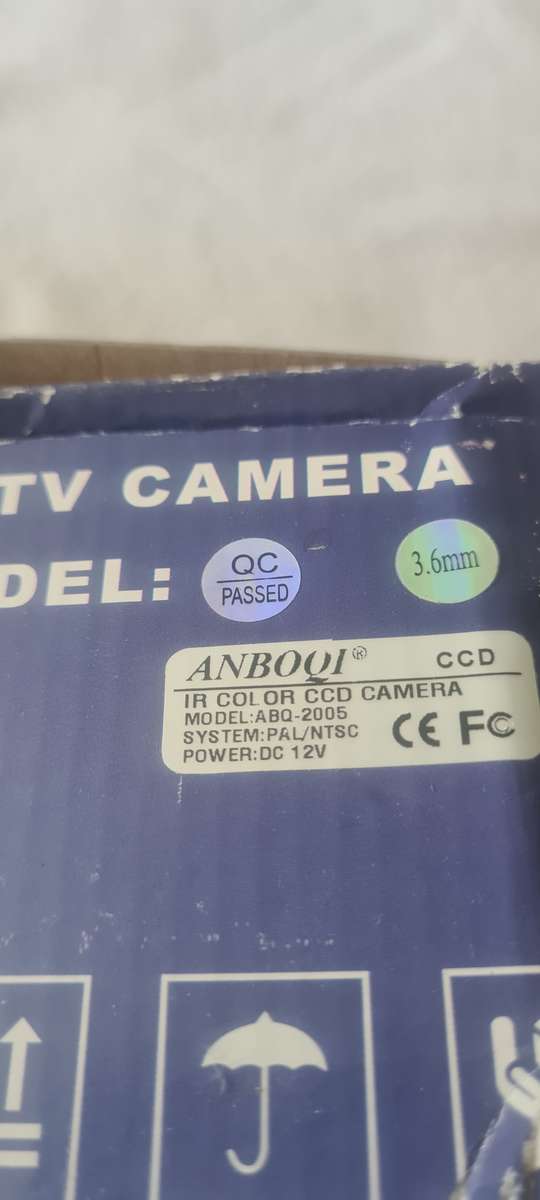 TV CAMERA
DEL:
QC
PASSED
3.6mm
ANBOQI® CCD
IR COLOR CCD CAMERA
MODEL:ABQ-2005
SYSTEM:PAL/NTSC
POWER:DC 12V
CE FC